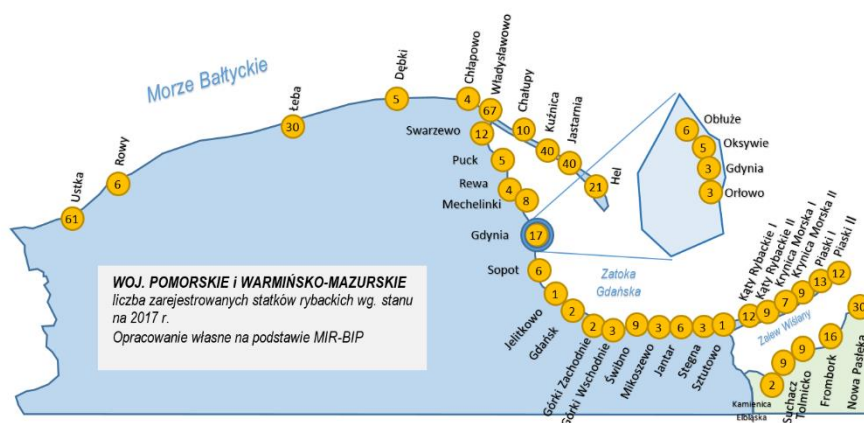 Morze Bałtyckie
Ustka
61
Rowy
6
Łeba
30
Dębki
5
Chłapowo
4
Władysławowo
67
Chałupy
10
Kuźnica
40
Jastarnia
40
Hel
21
Swarzewo
12
Puck
5
Rewa
4
Mechelinki
8
Gdynia
17
Obłuże
6
Oksywie
5
Gdynia
3
Orłowo
3
Sopot
6
Jelitkowo
1
Gdańsk
2
Górki Zachodnie
2
Górki Wschodnie
3
Świbno
9
Mikoszewo
3
Jantar
6
Stegna
3
Sztutowo
1
Zatoka
Gdańska
Kąty Rybackie I
12
Kąty Rybackie II
9
Krynica Morska I
7
Krynica Morska II
9
Piaski I
13
Piaski II
12
Zalew Wiślany
Kamienica
Elbląska
2
Suchacz
9
Tolmicko
9
Frombork
16
Nowa Pasłęka
30
WOJ. POMORSKIE i WARMIŃSKO-MAZURSKIE
liczba zarejestrowanych statków rybackich wg. stanu
na 2017 r.
Opracowanie własne na podstawie MIR-BIP